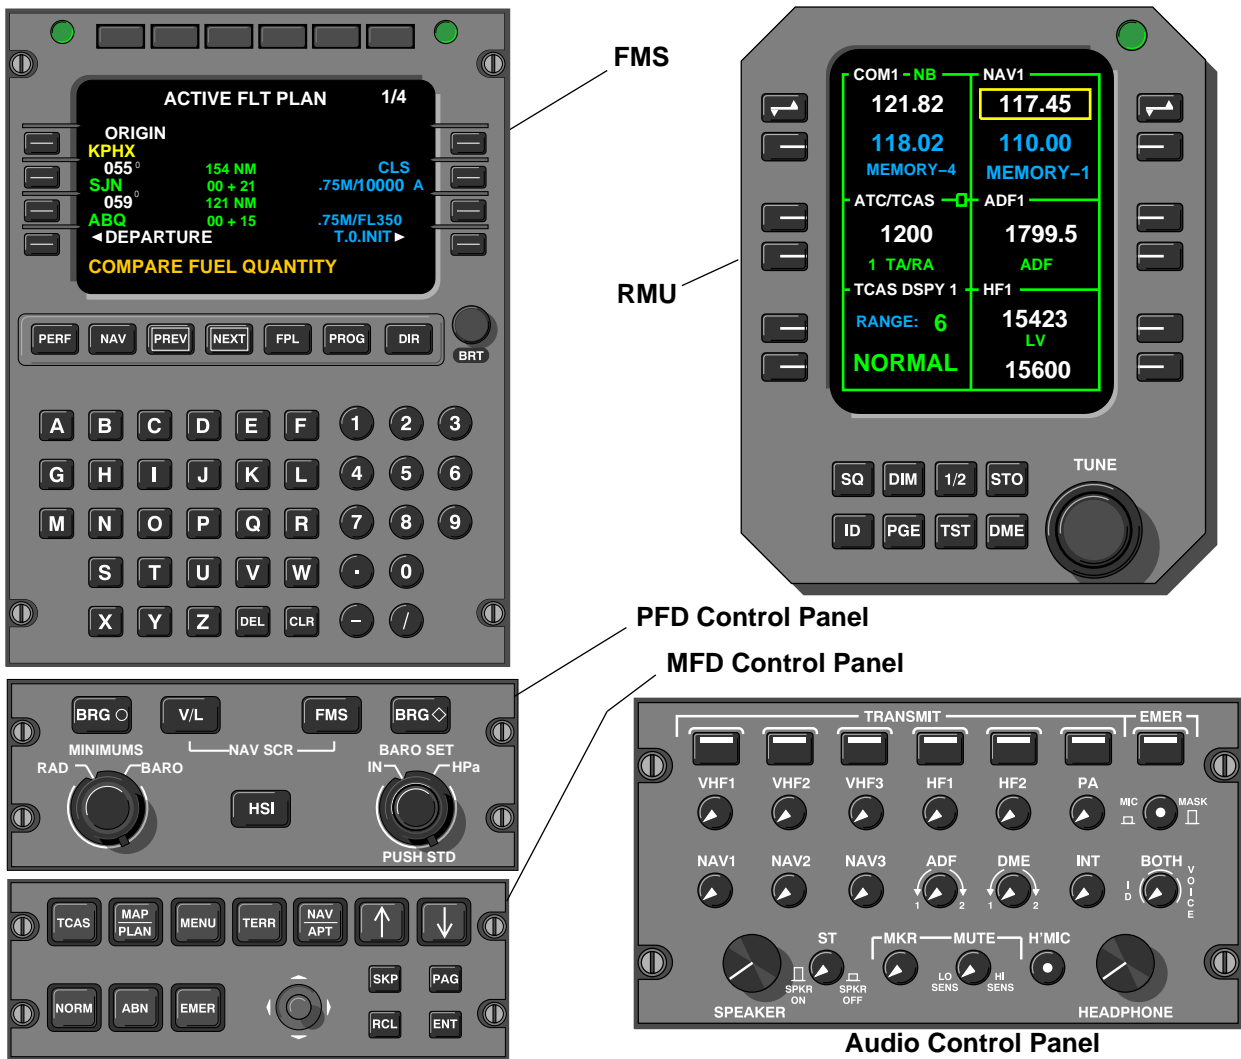 FMS
ACTIVE FLT PLAN 1/4
ORIGIN
KPHX
055° 154 NM CLS
SJN 00 + 21 .75M/10000 A
059° 121 NM
ABQ 00 + 15 .75M/FL350
◄DEPARTURE T.0.INIT►
COMPARE FUEL QUANTITY
PERF NAV PREV NEXT FPL PROG DIR
BRT
A B C D E F 1 2 3
G H I J K L 4 5 6
M N O P Q R 7 8 9
S T U V W . 0
X Y Z DEL CLR – /
RMU
COM1 - NB NAV1
121.82 117.45
118.02 110.00
MEMORY–4 MEMORY–1
ATC/TCAS ADF1
1200 1799.5
1 TA/RA ADF
TCAS DSPY 1 HF1
RANGE: 6 15423
LV
NORMAL 15600
TUNE
SQ DIM 1/2 STO
ID PGE TST DME
PFD Control Panel
BRG ○ V/L FMS BRG ◇
NAV SCR
MINIMUMS BARO SET
RAD BARO IN HPa
HSI
PUSH STD
MFD Control Panel
TCAS MAP PLAN MENU TERR NAV APT ↑ ↓
SKP PAG
NORM ABN EMER
RCL ENT
TRANSMIT EMER
VHF1 VHF2 VHF3 HF1 HF2 PA
MIC MASK
NAV1 NAV2 NAV3 ADF DME INT BOTH
1 2 1 2 ID VOICE
ST MKR MUTE H'MIC
SPKR ON SPKR OFF LO SENS HI SENS
SPEAKER HEADPHONE
Audio Control Panel